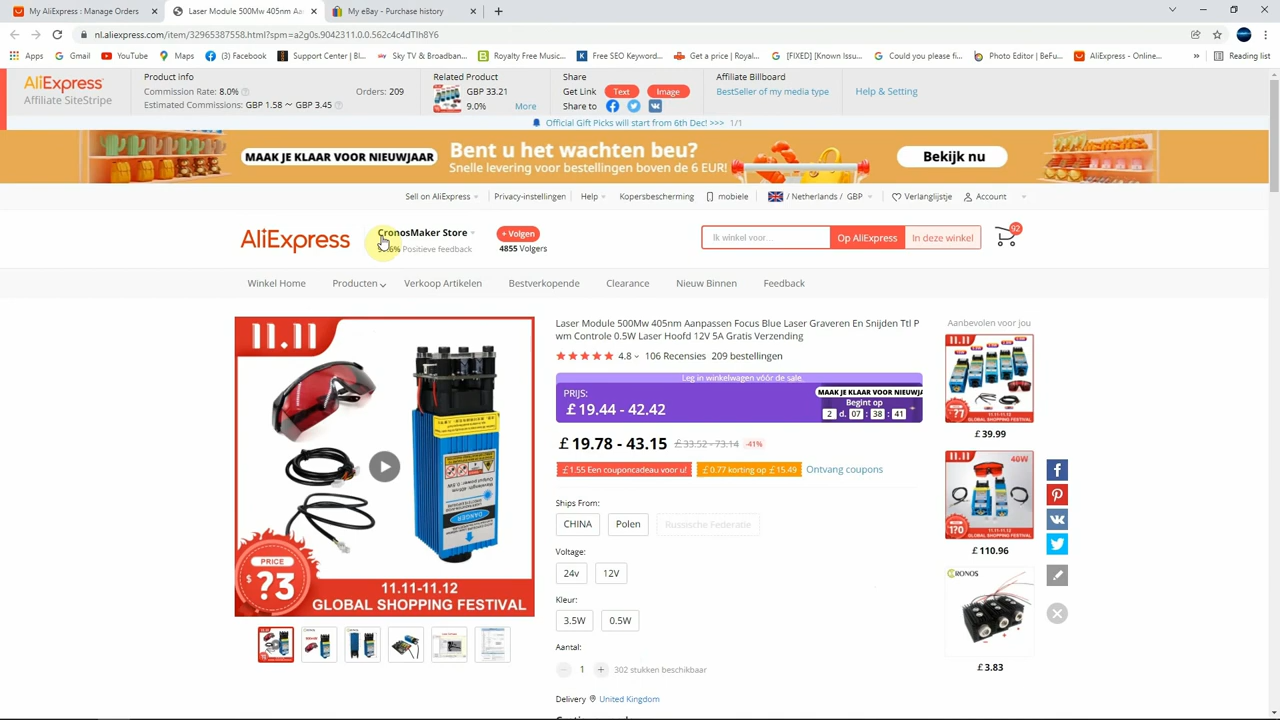 My AliExpress : Manage Orders
Laser Module 500Mw 405nm Aa
My eBay - Purchase history
nl.aliexpress.com/item/32965387558.html?spm=a2g0s.9042311.0.0.562c4c4dTIh8Y6
Apps
Gmail
YouTube
Maps
(3) Facebook
Support Center | Bl...
Sky TV & Broadban...
Royalty Free Music...
Free SEO Keyword...
Get a price | Royal...
[FIXED] [Known Issu...
Could you please fi...
Photo Editor | BeFu...
AliExpress - Online...
Reading list
AliExpress
Affiliate SiteStripe
Product info
Commission Rate: 8.0%
Orders: 209
Estimated Commissions: GBP 1.58 ~ GBP 3.45
Related Product
GBP 33.21
9.0%
More
Share
Get Link
Text
Image
Share to
Affiliate Billboard
BestSeller of my media type
Help & Setting
Official Gift Picks will start from 6th Dec! >>>
1/1
MAAK JE KLAAR VOOR NIEUWJAAR
Bent u het wachten beu?
Snelle levering voor bestellingen boven de 6 EUR!
Bekijk nu
Sell on AliExpress
Privacy-instellingen
Help
Kopersbescherming
mobiele
/ Netherlands / GBP
Verlanglijstje
Account
AliExpress
CronosMaker Store
Positieve feedback
+ Volgen
4855 Volgers
Ik winkel voor...
Op AliExpress
In deze winkel
92
Winkel Home
Producten
Verkoop Artikelen
Bestverkopende
Clearance
Nieuw Binnen
Feedback
11.11
DANGER
PRICE
$?3
11.11-11.12
GLOBAL SHOPPING FESTIVAL
Laser Module 500Mw 405nm Aanpassen Focus Blue Laser Graveren En Snijden Ttl P
wm Controle 0.5W Laser Hoofd 12V 5A Gratis Verzending
4.8
106 Recensies
209 bestellingen
Leg in winkelwagen vóór de sale
PRIJS:
£19.44 - 42.42
MAAK JE KLAAR VOOR NIEUWJA
Begint op
2 d. 07 : 38 : 41
£19.78 - 43.15
£33.52 - 73.14
-41%
£1.55 Een couponcadeau voor u!
£0.77 korting op £15.49
Ontvang coupons
Ships From:
CHINA
Polen
Russische Federatie
Voltage:
24v
12V
Kleur:
3.5W
0.5W
Aantal:
1
302 stukken beschikbaar
Delivery
United Kingdom
Aanbevolen voor jou
£39.99
11.11
40W
GLOBAL SHOPPING FESTIVAL
£110.96
CRONOS
£3.83